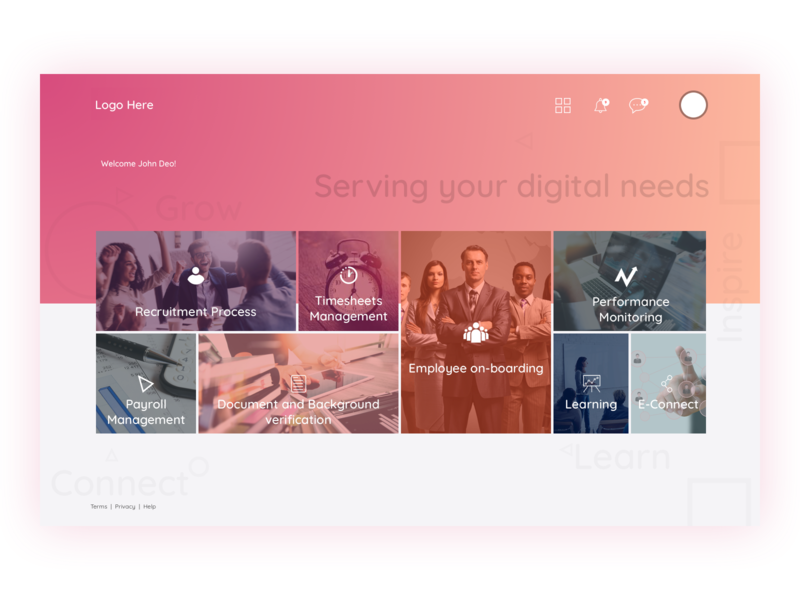 Logo Here
Welcome John Deo!
Serving your digital needs
Grow
Inspire
Recruitment Process
Timesheets
Management
Employee on-boarding
Performance
Monitoring
Payroll
Management
Document and Background
verification
Learning
E-Connect
Learn
Connect
Terms | Privacy | Help